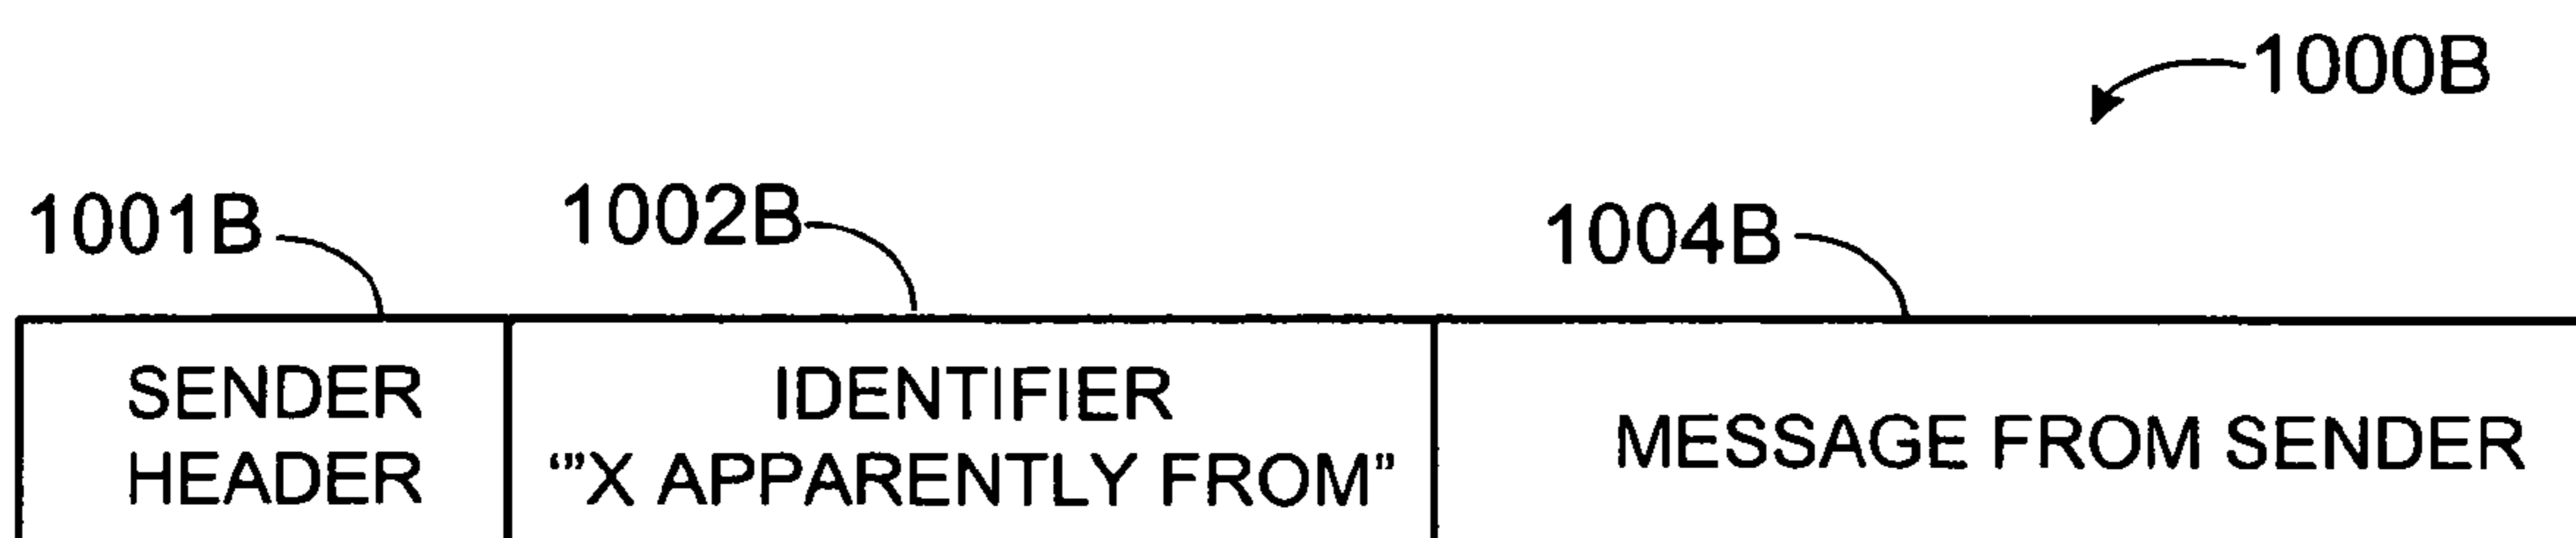 1000B
1001B 1002B 1004B
SENDER
HEADER
IDENTIFIER
‘”X APPARENTLY FROM”
MESSAGE FROM SENDER